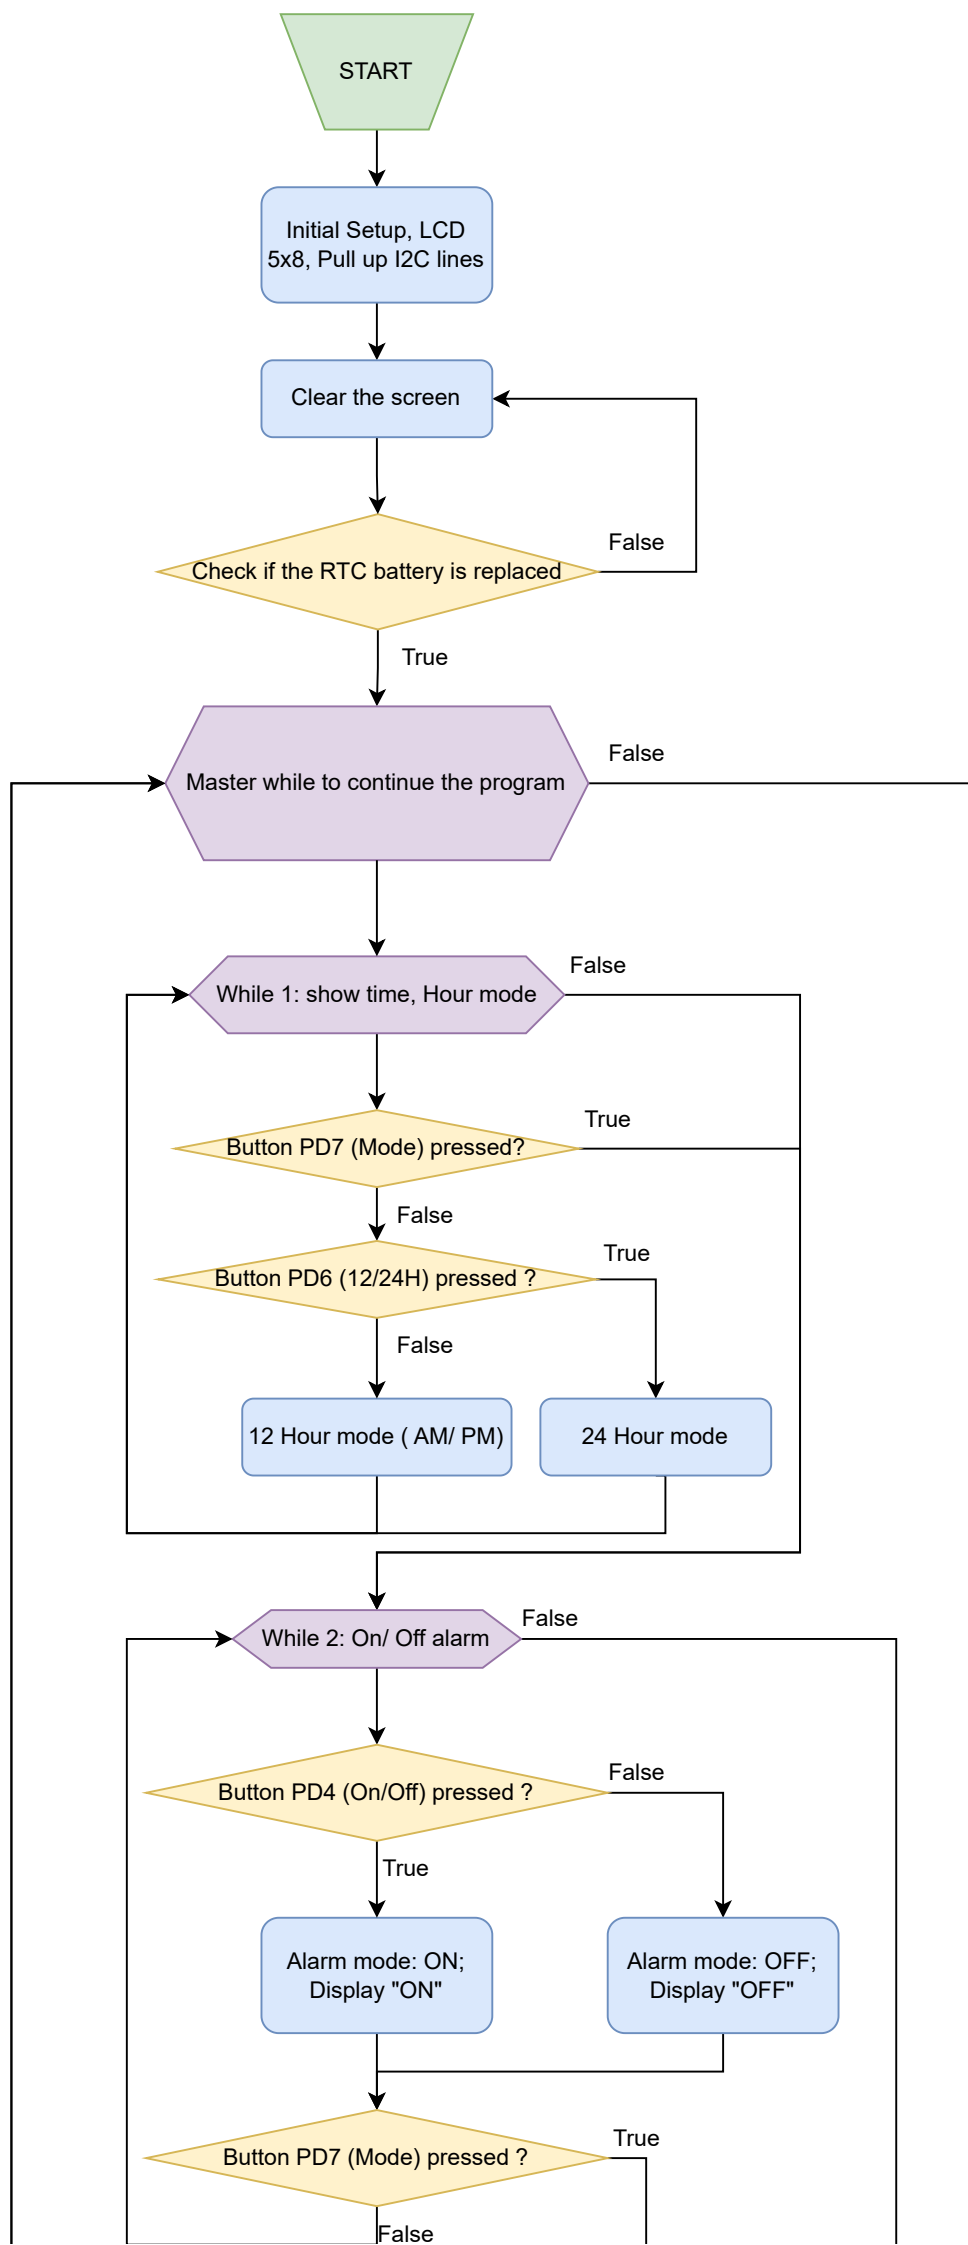 START
Initial Setup, LCD
5x8, Pull up I2C lines
Clear the screen
False
Check if the RTC battery is replaced
True
False
Master while to continue the program
False
While 1: show time, Hour mode
True
Button PD7 (Mode) pressed?
False
True
Button PD6 (12/24H) pressed ?
False
12 Hour mode ( AM/ PM)
24 Hour mode
False
While 2: On/ Off alarm
False
Button PD4 (On/Off) pressed ?
True
Alarm mode: ON;
Display "ON"
Alarm mode: OFF;
Display "OFF"
True
Button PD7 (Mode) pressed ?
False